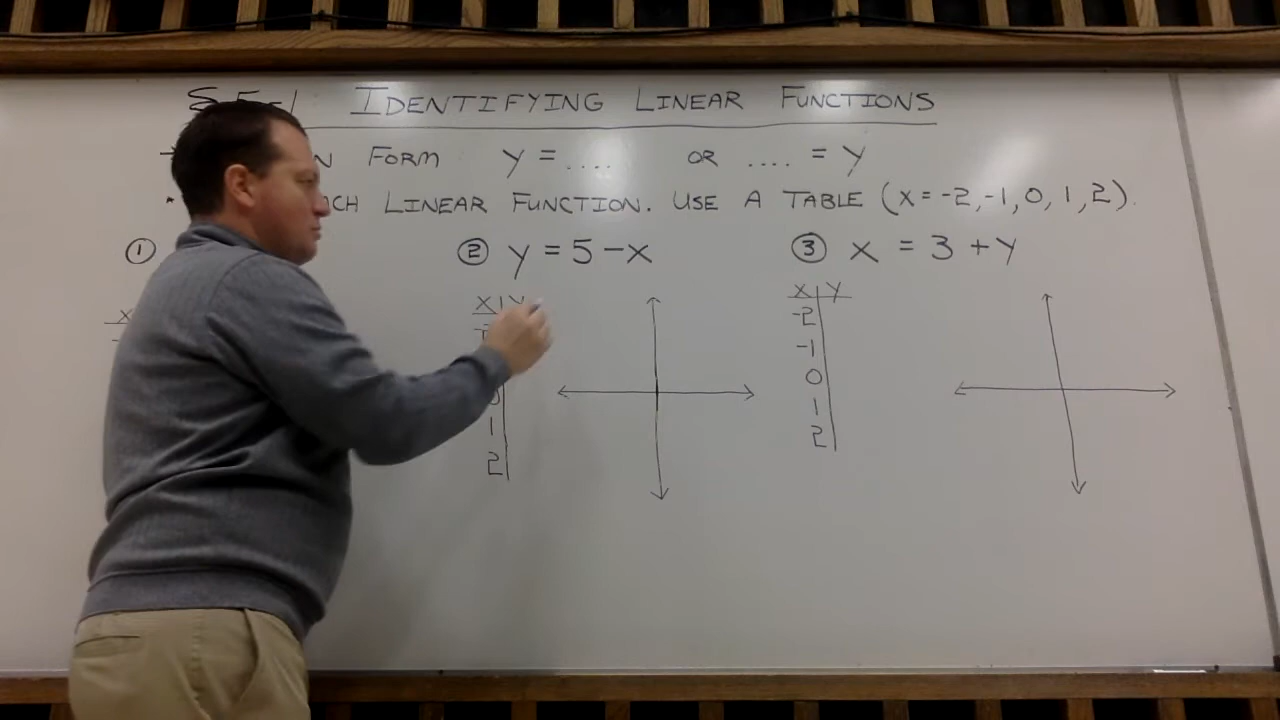 IDENTIFYING LINEAR FUNCTIONS
FORM y = .... OR .... = y
LINEAR FUNCTION. USE A TABLE (x = -2, -1, 0, 1, 2).
① ② y = 5 - x ③ x = 3 + y
x
x y
1
2
x y
-2
-1
0
1
2